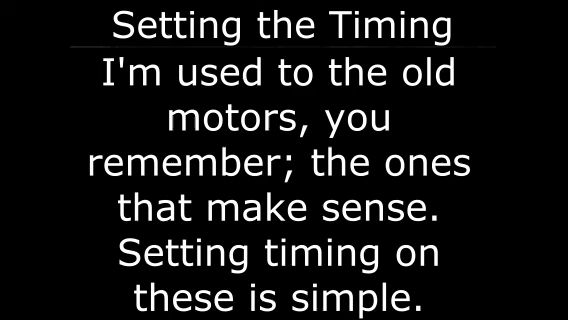 Setting the Timing
I'm used to the old
motors, you
remember; the ones
that make sense.
Setting timing on
these is simple.